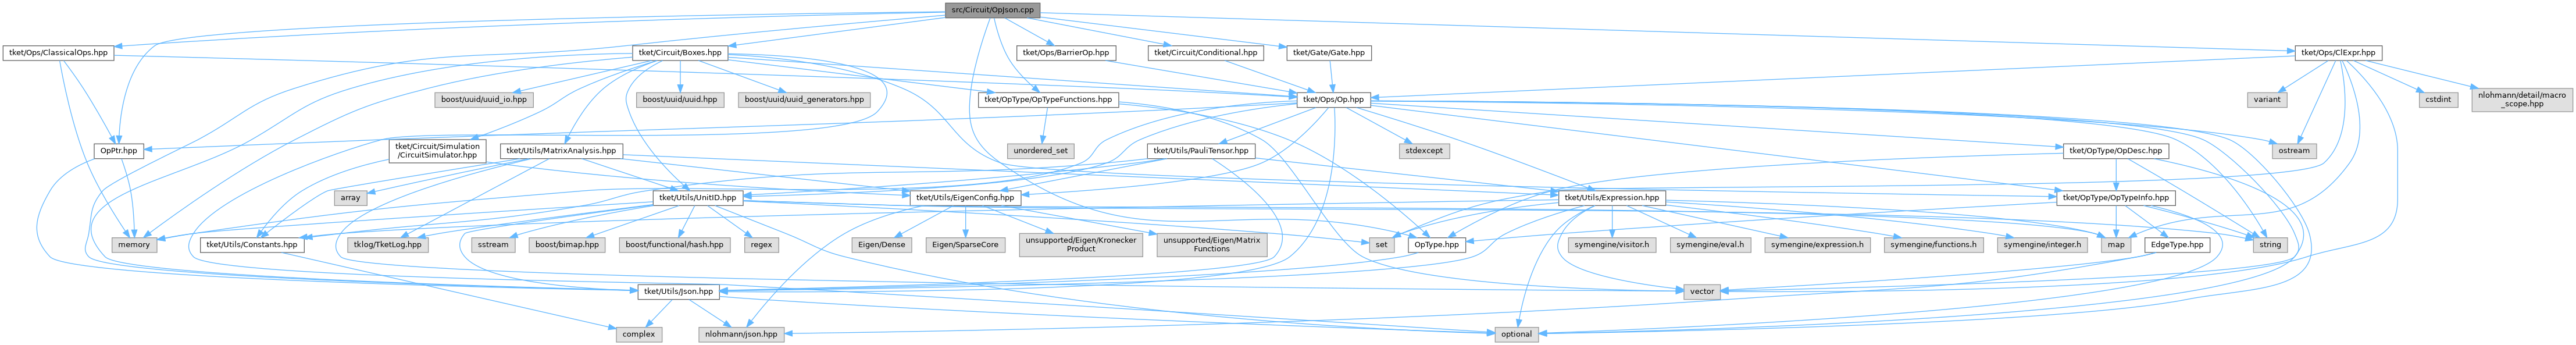 src/Circuit/OpJson.cpp
tket/Ops/ClassicalOps.hpp
tket/Circuit/Boxes.hpp
tket/Ops/BarrierOp.hpp
tket/Circuit/Conditional.hpp
tket/Gate/Gate.hpp
tket/Ops/ClExpr.hpp
boost/uuid/uuid_io.hpp
boost/uuid/uuid.hpp
boost/uuid/uuid_generators.hpp
tket/OpType/OpTypeFunctions.hpp
tket/Ops/Op.hpp
variant
cstdint
nlohmann/detail/macro
_scope.hpp
OpPtr.hpp
tket/Circuit/Simulation
/CircuitSimulator.hpp
tket/Utils/MatrixAnalysis.hpp
unordered_set
tket/Utils/PauliTensor.hpp
stdexcept
tket/OpType/OpDesc.hpp
ostream
array
tket/Utils/UnitID.hpp
tket/Utils/EigenConfig.hpp
tket/Utils/Expression.hpp
tket/OpType/OpTypeInfo.hpp
memory
tket/Utils/Constants.hpp
tklog/TketLog.hpp
sstream
boost/bimap.hpp
boost/functional/hash.hpp
regex
Eigen/Dense
Eigen/SparseCore
unsupported/Eigen/Kronecker
Product
unsupported/Eigen/Matrix
Functions
set
OpType.hpp
symengine/visitor.h
symengine/eval.h
symengine/expression.h
symengine/functions.h
symengine/integer.h
map
EdgeType.hpp
string
tket/Utils/Json.hpp
vector
complex
nlohmann/json.hpp
optional